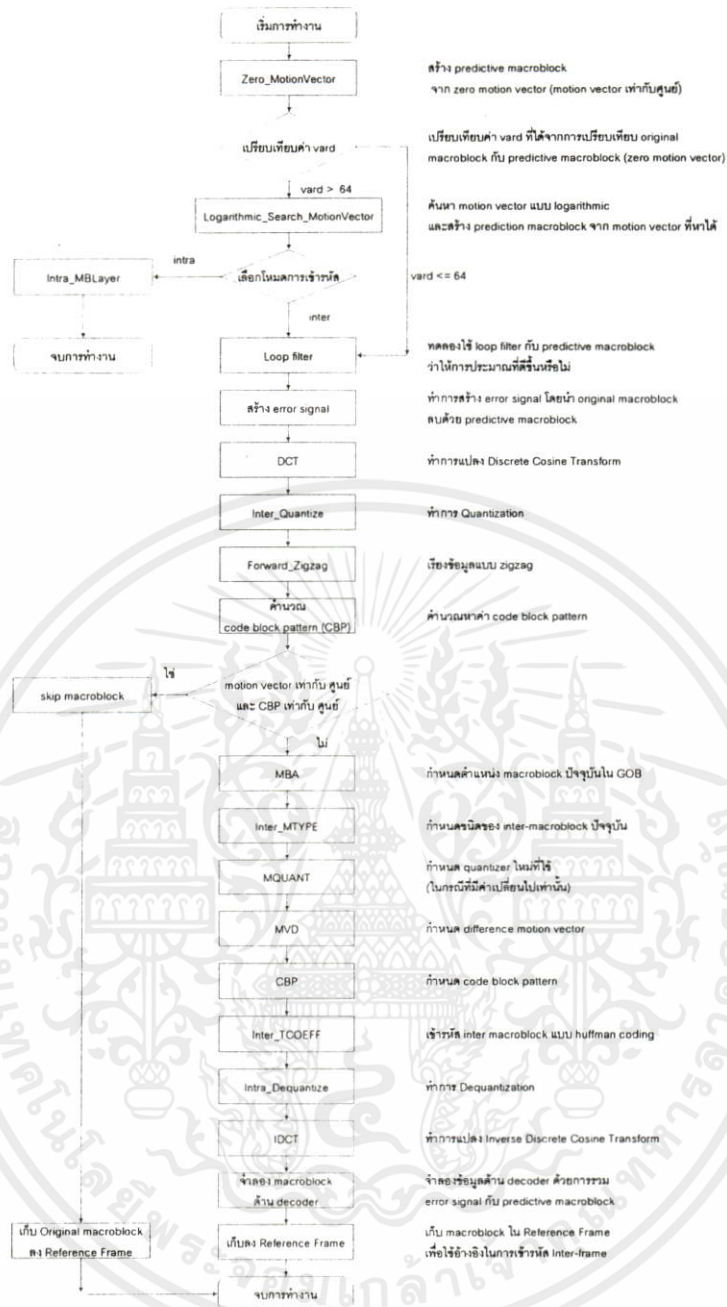 เริ่มการทำงาน
Zero_MotionVector
สร้าง predictive macroblock
จาก zero motion vector (motion vector เท่ากับศูนย์)
เปรียบเทียบค่า vard
เปรียบเทียบค่า vard ที่ได้จากการเปรียบเทียบ original
macroblock กับ predictive macroblock (zero motion vector)
vard > 64
Logarithmic_Search_MotionVector
ค้นหา motion vector แบบ logarithmic
และสร้าง prediction macroblock จาก motion vector ที่หาได้
intra
Intra_MBLayer
เลือกโหมดการเข้ารหัส
vard <= 64
inter
จบการทำงาน
Loop filter
ทดลองใช้ loop filter กับ predictive macroblock
ว่าให้การประมาณที่ดีขึ้นหรือไม่
สร้าง error signal
ทำการสร้าง error signal โดยนำ original macroblock
ลบด้วย predictive macroblock
DCT
ทำการแปลง Discrete Cosine Transform
Inter_Quantize
ทำการ Quantization
Forward_Zigzag
เรียงข้อมูลแบบ zigzag
คำนวณ
code block pattern (CBP)
คำนวณหาค่า code block pattern
ใช่
skip macroblock
motion vector เท่ากับ ศูนย์
และ CBP เท่ากับ ศูนย์
ไม่
MBA
กำหนดตำแหน่ง macroblock ปัจจุบันใน GOB
Inter_MTYPE
กำหนดชนิดของ inter-macroblock ปัจจุบัน
MQUANT
กำหนด quantizer ใหม่ที่ใช้
(ในกรณีที่มีค่าเปลี่ยนไปเท่านั้น)
MVD
กำหนด difference motion vector
CBP
กำหนด code block pattern
Inter_TCOEFF
เข้ารหัส inter macroblock แบบ huffman coding
Intra_Dequantize
ทำการ Dequantization
IDCT
ทำการแปลง Inverse Discrete Cosine Transform
จำลอง macroblock
ด้าน decoder
จำลองข้อมูลด้าน decoder ด้วยการรวม
error signal กับ predictive macroblock
เก็บ Original macroblock
ลง Reference Frame
เก็บลง Reference Frame
เก็บ macroblock ใน Reference Frame
เพื่อใช้อ้างอิงในการเข้ารหัส Inter-frame
จบการทำงาน